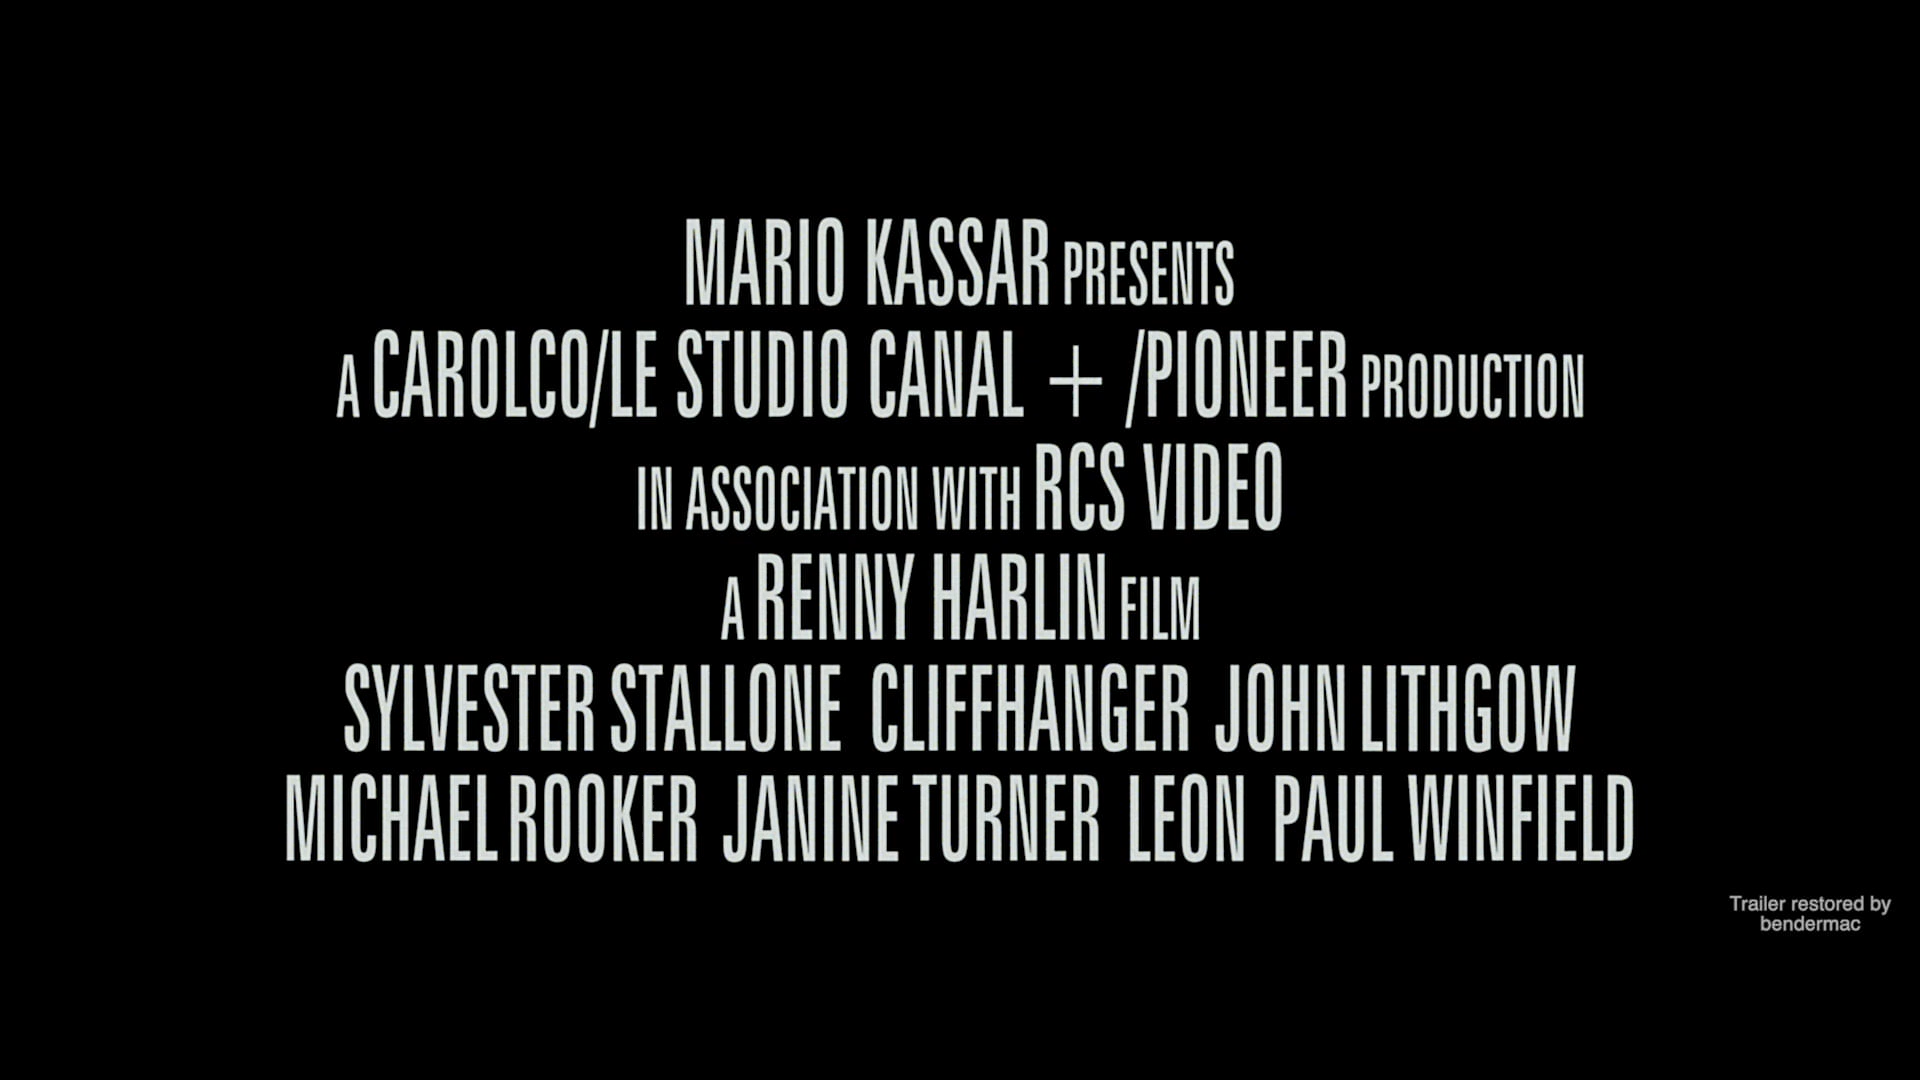 MARIO KASSAR PRESENTS
A CAROLCO/LE STUDIO CANAL + /PIONEER PRODUCTION
IN ASSOCIATION WITH RCS VIDEO
A RENNY HARLIN FILM
SYLVESTER STALLONE CLIFFHANGER JOHN LITHGOW
MICHAEL ROOKER JANINE TURNER LEON PAUL WINFIELD
Trailer restored by
bendermac